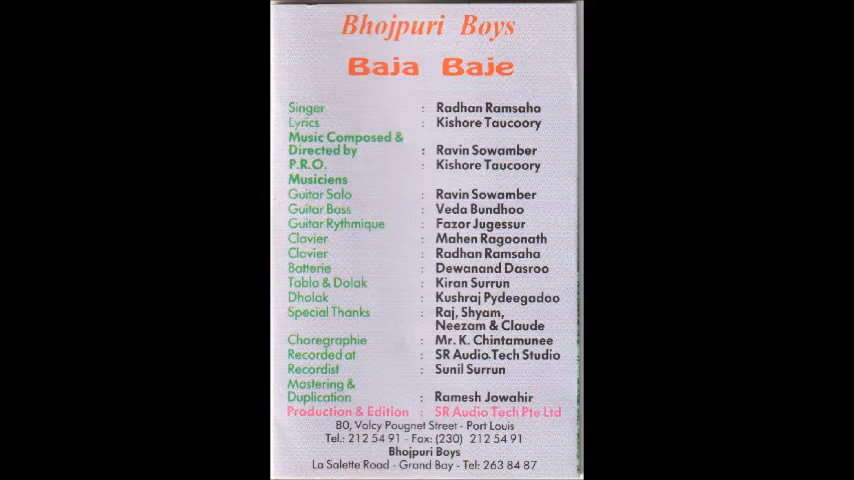 Bhojpuri Boys
Baja Baje
Singer : Radhan Ramsaha
Lyrics : Kishore Taucoory
Music Composed &
Directed by : Ravin Sowamber
P.R.O. : Kishore Taucoory
Musiciens
Guitar Solo : Ravin Sowamber
Guitar Bass : Veda Bundhoo
Guitar Rythmique : Fazor Jugessur
Clavier : Mahen Ragoonath
Clavier : Radhan Ramsaha
Batterie : Dewanand Dasroo
Tabla & Dolak : Kiran Surrun
Dholak : Kushraj Pydeegadoo
Special Thanks : Raj, Shyam,
Neezam & Claude
Choregraphie : Mr. K. Chintamunee
Recorded at : SR Audio.Tech Studio
Recordist : Sunil Surrun
Mastering &
Duplication : Ramesh Jowahir
Production & Edition : SR Audio Tech Pte Ltd
80, Volcy Pougnet Street - Port Louis
Tel.: 212 54 91 - Fax: (230) 212 54 91
Bhojpuri Boys
La Salette Road - Grand Bay - Tel: 263 84 87